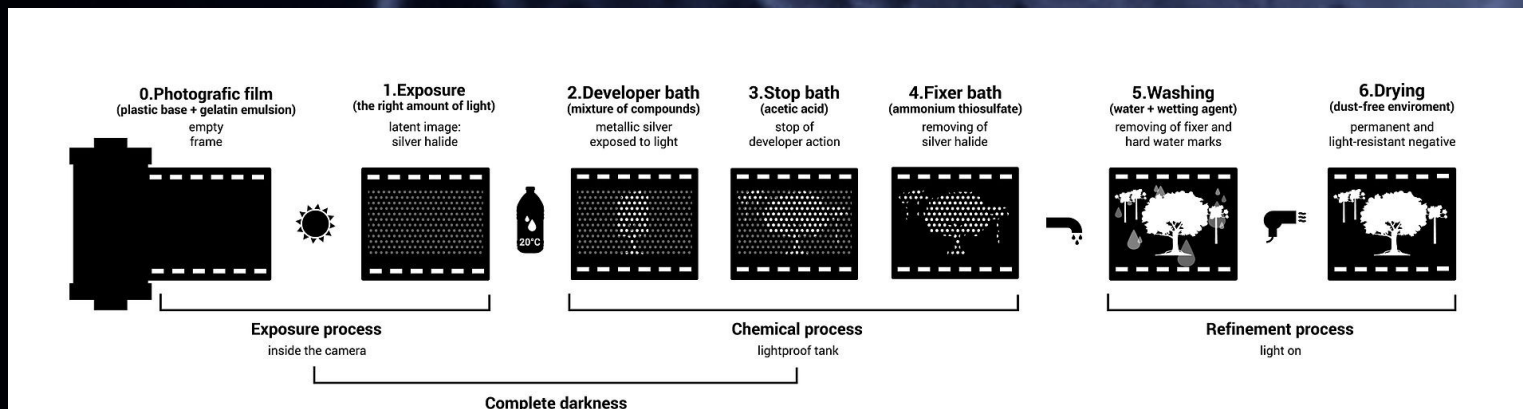 0.Photografic film
(plastic base + gelatin emulsion)
empty
frame
1.Exposure
(the right amount of light)
latent image:
silver halide
20°C
2.Developer bath
(mixture of compounds)
metallic silver
exposed to light
3.Stop bath
(acetic acid)
stop of
developer action
4.Fixer bath
(ammonium thiosulfate)
removing of
silver halide
5.Washing
(water + wetting agent)
removing of fixer and
hard water marks
6.Drying
(dust-free enviroment)
permanent and
light-resistant negative
Exposure process
inside the camera
Chemical process
lightproof tank
Refinement process
light on
Complete darkness